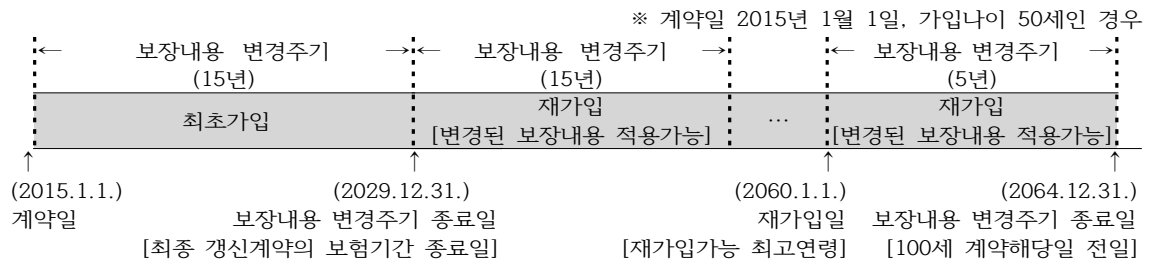 ※ 계약일 2015년 1월 1일, 가입나이 50세인 경우
← 보장내용 변경주기 → ← 보장내용 변경주기 → ← 보장내용 변경주기 →
(15년) (15년) (5년)
최초가입 재가입 … 재가입
[변경된 보장내용 적용가능] [변경된 보장내용 적용가능]
↑ ↑ ↑ ↑
(2015.1.1.) (2029.12.31.) (2060.1.1.) (2064.12.31.)
계약일 보장내용 변경주기 종료일 재가입일 보장내용 변경주기 종료일
[최종 갱신계약의 보험기간 종료일] [재가입가능 최고연령] [100세 계약해당일 전일]